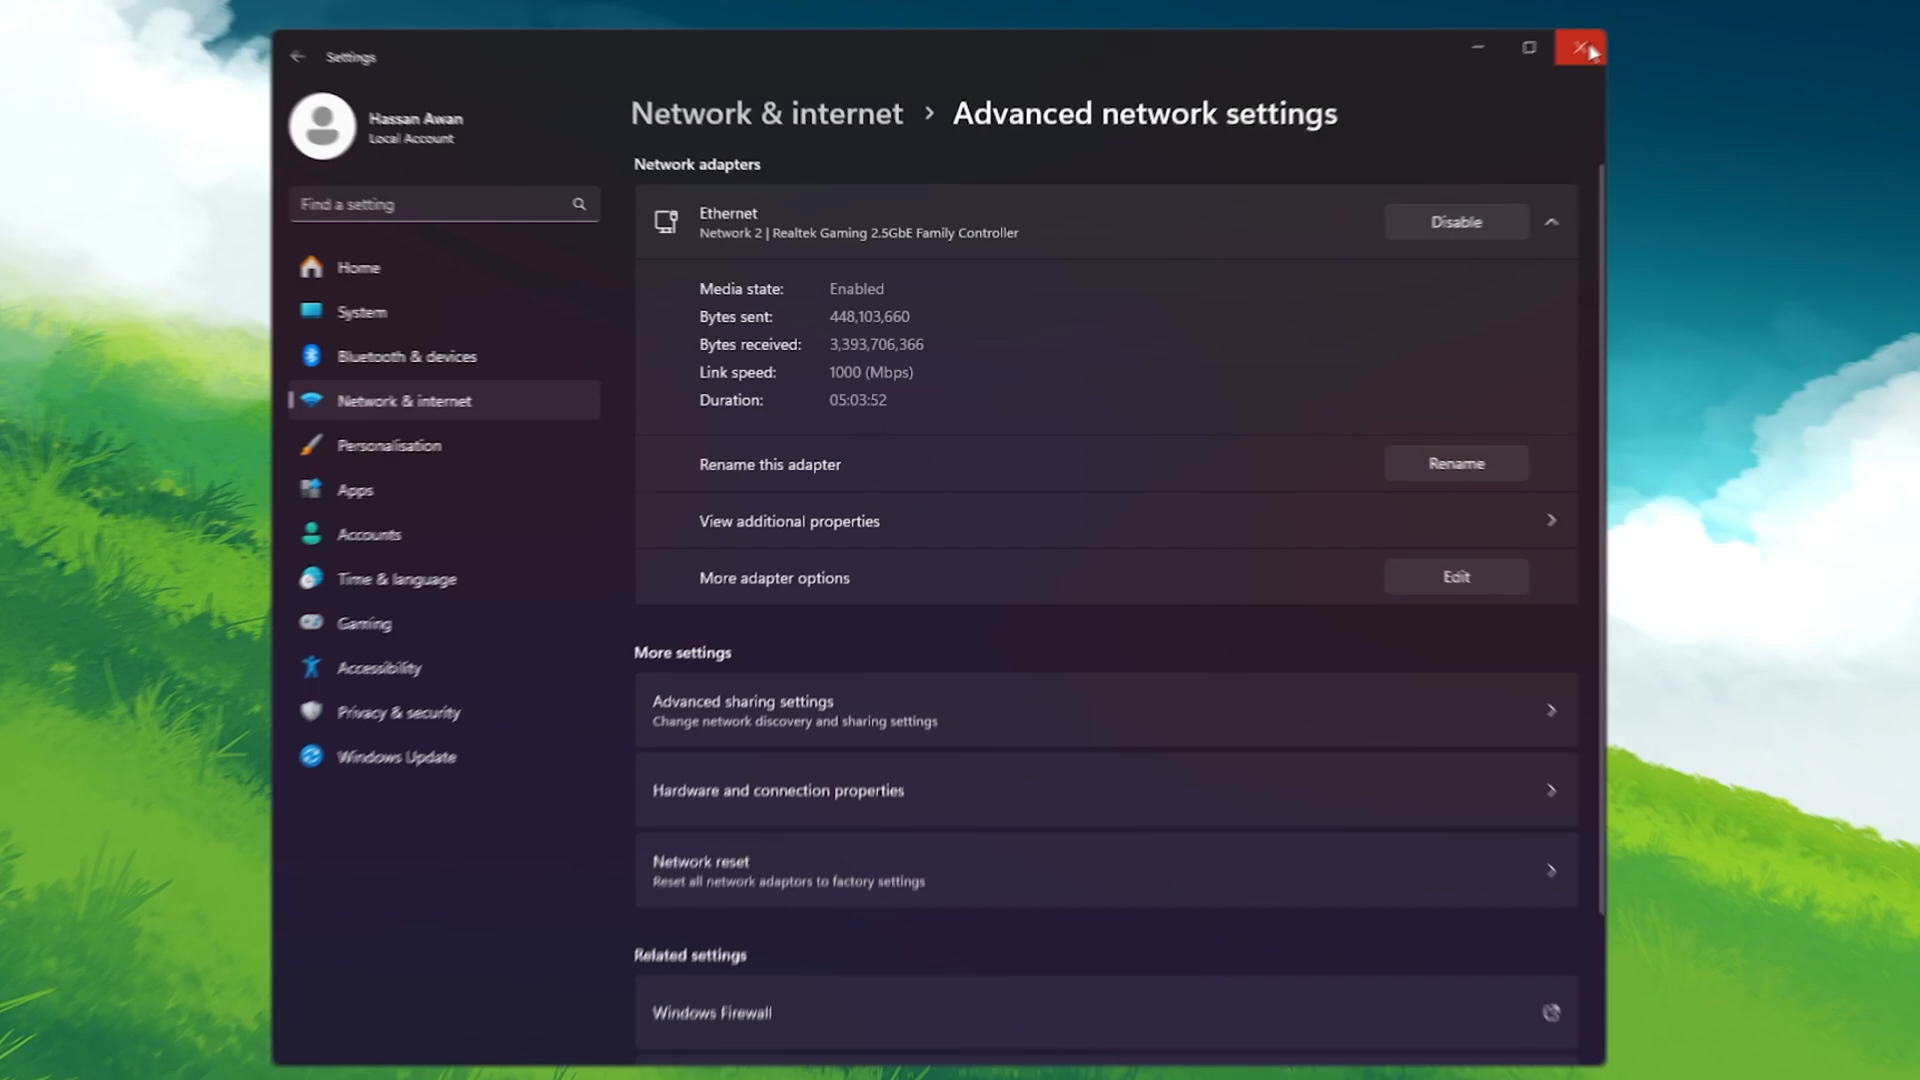 Settings
Hassan Awan
Local Account
Find a setting
Home
System
Bluetooth & devices
Network & internet
Personalisation
Apps
Accounts
Time & language
Gaming
Accessibility
Privacy & security
Windows Update
Network & internet > Advanced network settings
Network adapters
Ethernet
Network 2 | Realtek Gaming 2.5GbE Family Controller
Disable
Media state: Enabled
Bytes sent: 448,103,660
Bytes received: 3,393,706,366
Link speed: 1000 (Mbps)
Duration: 05:03:52
Rename this adapter
Rename
View additional properties
More adapter options
Edit
More settings
Advanced sharing settings
Change network discovery and sharing settings
Hardware and connection properties
Network reset
Reset all network adaptors to factory settings
Related settings
Windows Firewall